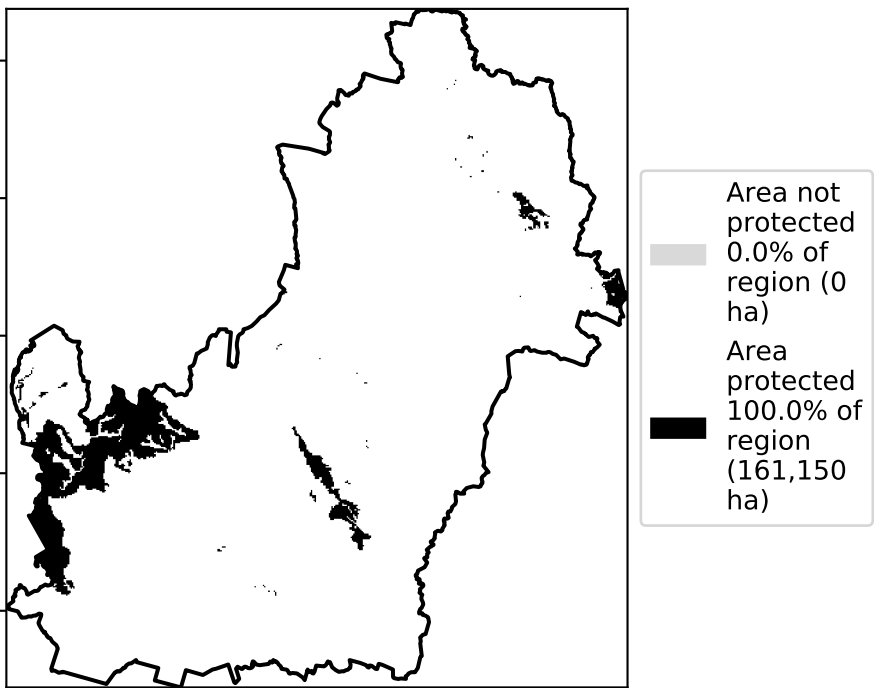 Area not
protected
0.0% of
region (0
ha)
Area
protected
100.0% of
region
(161,150
ha)